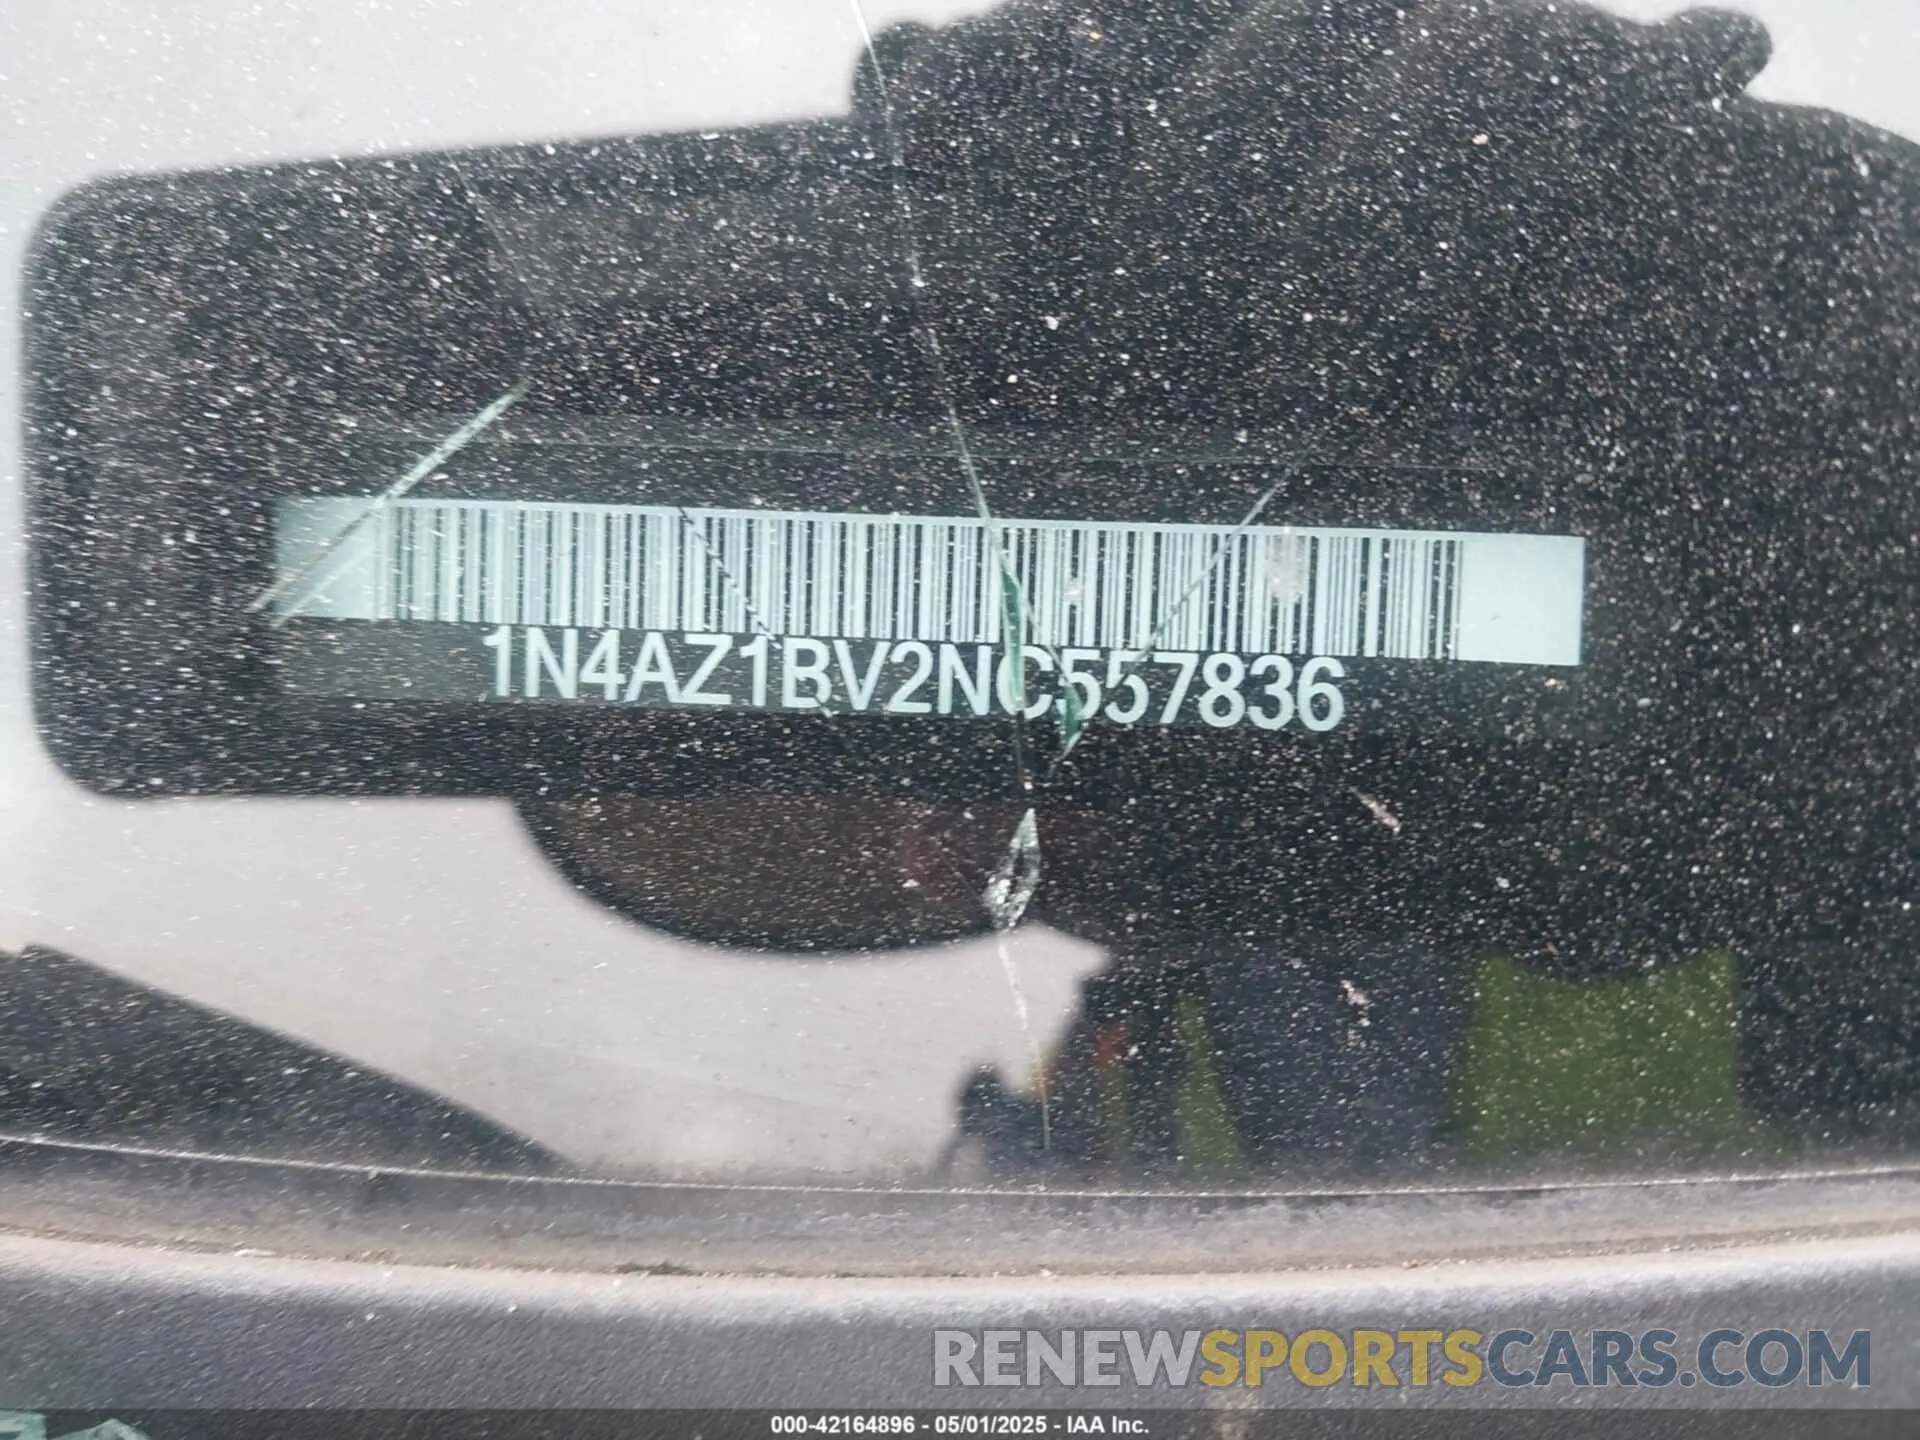 1N4AZ1BV2NC557836
RENEWSPORTSCARS.COM
000-42164896 - 05/01/2025 - IAA Inc.